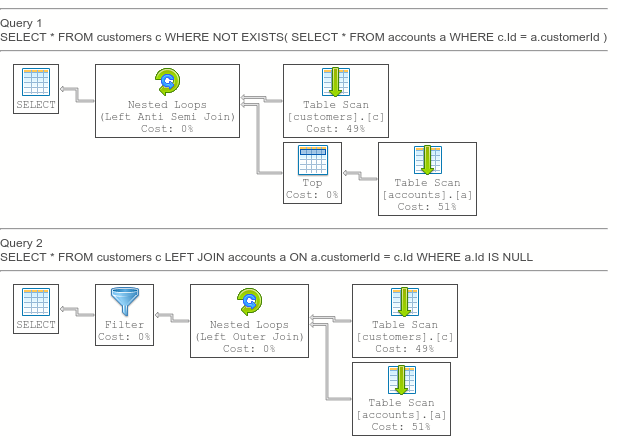 Query 1
SELECT * FROM customers c WHERE NOT EXISTS( SELECT * FROM accounts a WHERE c.Id = a.customerId )
SELECT
Nested Loops
(Left Anti Semi Join)
Cost: 0%
Table Scan
[customers].[c]
Cost: 49%
Top
Cost: 0%
Table Scan
[accounts].[a]
Cost: 51%
Query 2
SELECT * FROM customers c LEFT JOIN accounts a ON a.customerId = c.Id WHERE a.Id IS NULL
SELECT
Filter
Cost: 0%
Nested Loops
(Left Outer Join)
Cost: 0%
Table Scan
[customers].[c]
Cost: 49%
Table Scan
[accounts].[a]
Cost: 51%